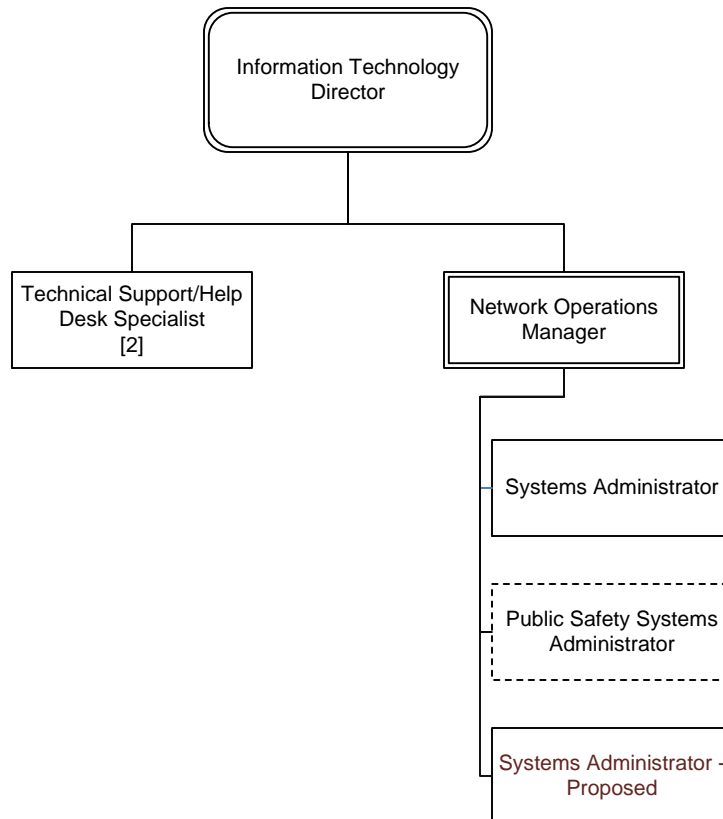 Information Technology
Director
Technical Support/Help
Desk Specialist
[2]
Network Operations
Manager
Systems Administrator
Public Safety Systems
Administrator
Systems Administrator -
Proposed